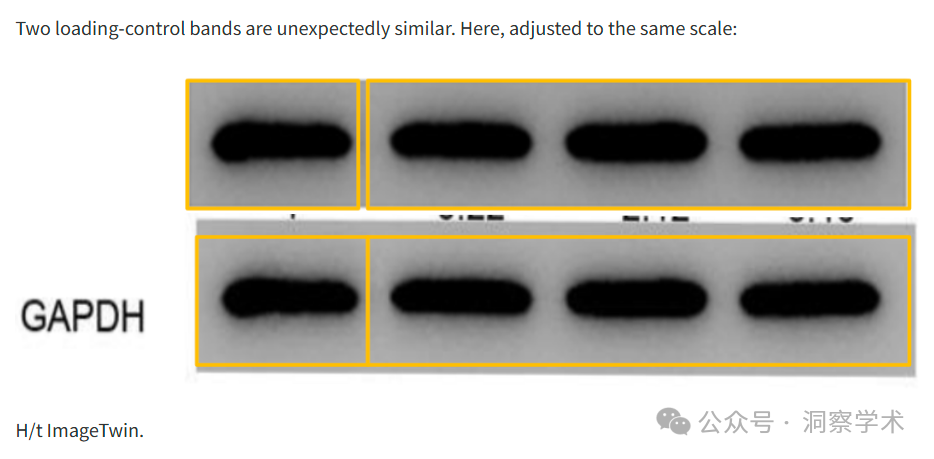 Two loading-control bands are unexpectedly similar. Here, adjusted to the same scale:
GAPDH
H/t ImageTwin.
公众号 · 洞察学术